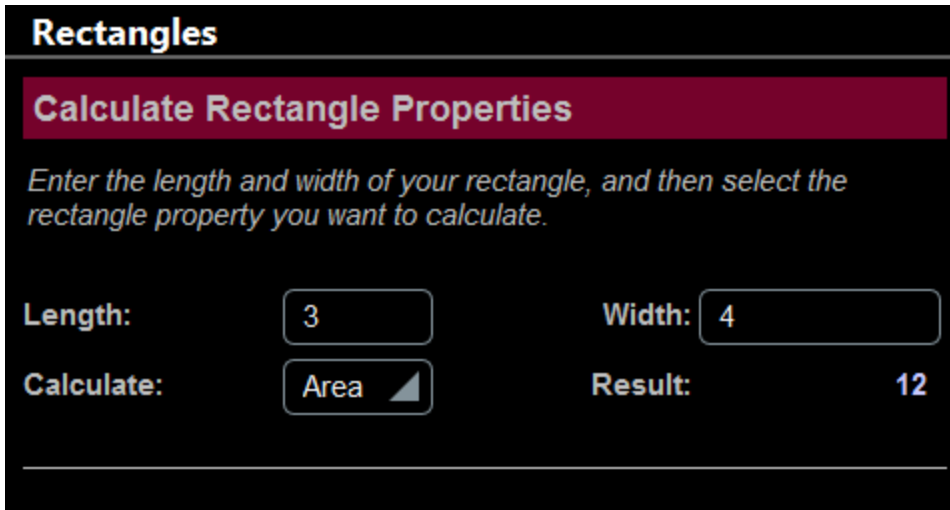 Rectangles
Calculate Rectangle Properties
Enter the length and width of your rectangle, and then select the
rectangle property you want to calculate.
Length: 3 Width: 4
Calculate: Area Result: 12